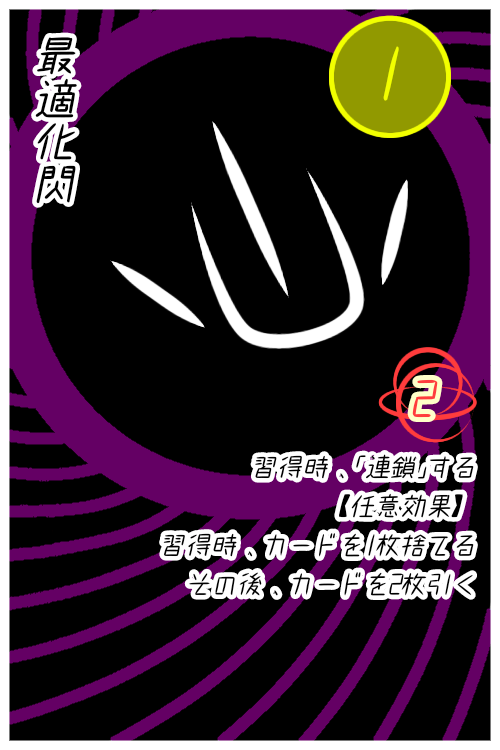 最適化閃
1
2
習得時、「連鎖」する
【任意効果】
習得時、カードを1枚捨てる
その後、カードを2枚引く